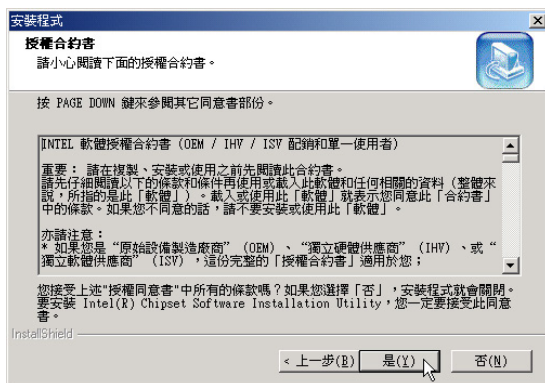 安裝程式
授權合約書
請小心閱讀下面的授權合約書。
按 PAGE DOWN 鍵來參閱其它同意書部份。
INTEL 軟體授權合約書 (OEM / IHV / ISV 配銷和單一使用者)
重要： 請在複製、安裝或使用之前先閱讀此合約書。
請先仔細閱讀以下的條款和條件再使用或載入此軟體和任何相關的資料（整體來
說，所指的是此「軟體」）。載入或使用此「軟體」就表示您同意此「合約書」
中的條款。如果您不同意的話，請不要安裝或使用此「軟體」。
亦請注意：
* 如果您是 “原始設備製造廠商” (OEM) 、“獨立硬體供應商” (IHV) 、或 “
獨立軟體供應商” (ISV) ，這份完整的「授權合約書」適用於您；
您接受上述"授權同意書"中所有的條款嗎？如果您選擇「否」，安裝程式就會關閉。
要安裝 Intel(R) Chipset Software Installation Utility，您一定要接受此同意
書。
InstallShield
< 上一步(B)
是(Y)
否(N)